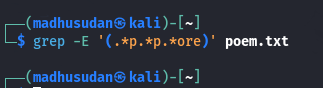 ┌──(madhusudan㉿kali)-[~]
└─$ grep -E '(.*p.*p.*ore)' poem.txt
┌──(madhusudan㉿kali)-[~]